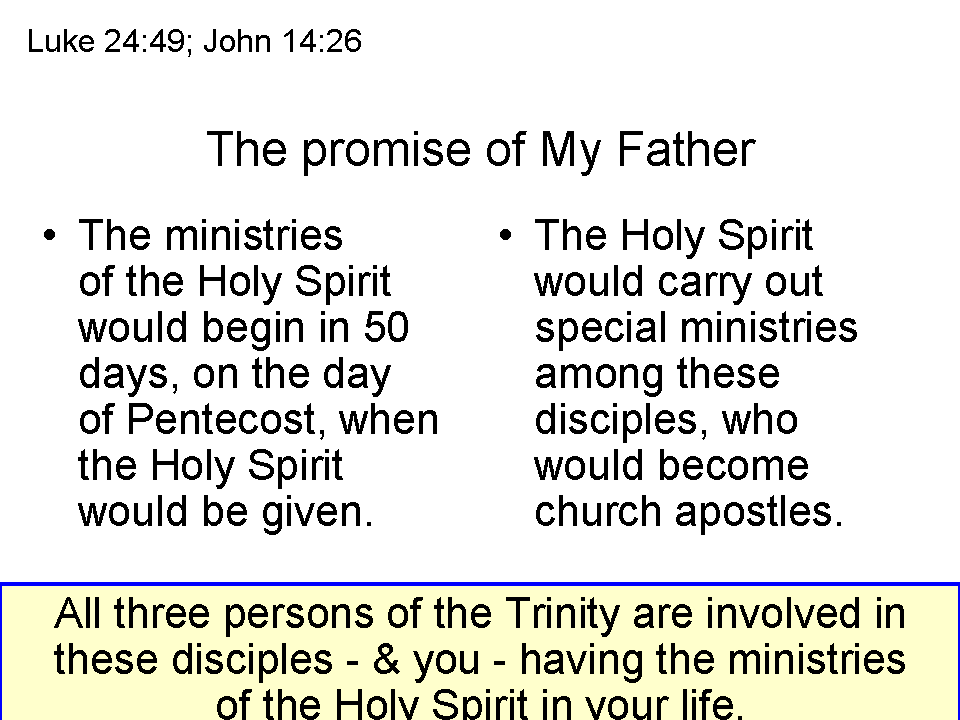 Luke 24:49; John 14:26
The promise of My Father
• The ministries
of the Holy Spirit
would begin in 50
days, on the day
of Pentecost, when
the Holy Spirit
would be given.
• The Holy Spirit
would carry out
special ministries
among these
disciples, who
would become
church apostles.
All three persons of the Trinity are involved in
these disciples - & you - having the ministries
of the Holy Spirit in your life.